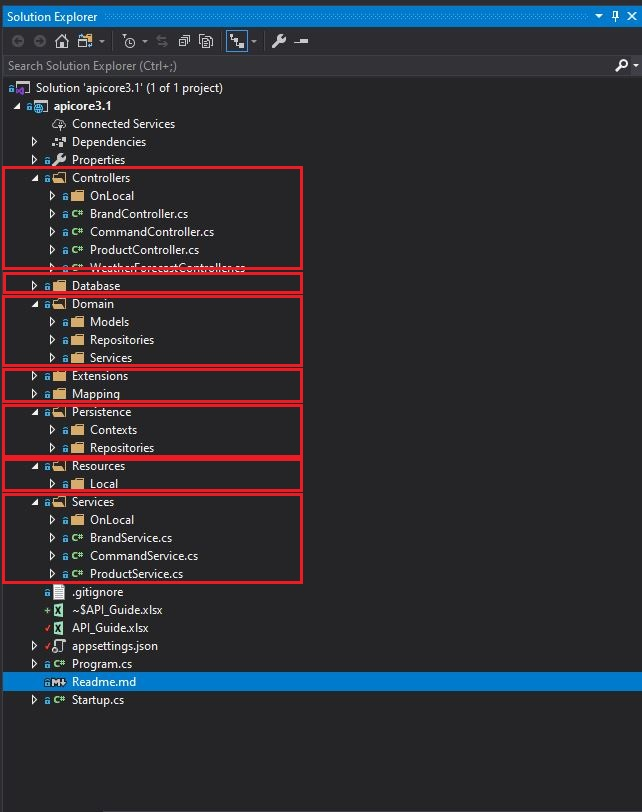 Solution Explorer
Search Solution Explorer (Ctrl+;)
Solution 'apicore3.1' (1 of 1 project)
apicore3.1
Connected Services
Dependencies
Properties
Controllers
OnLocal
C# BrandController.cs
C# CommandController.cs
C# ProductController.cs
C# WeatherForecastController.cs
Database
Domain
Models
Repositories
Services
Extensions
Mapping
Persistence
Contexts
Repositories
Resources
Local
Services
OnLocal
C# BrandService.cs
C# CommandService.cs
C# ProductService.cs
.gitignore
~$API_Guide.xlsx
API_Guide.xlsx
appsettings.json
C# Program.cs
M↓ Readme.md
C# Startup.cs